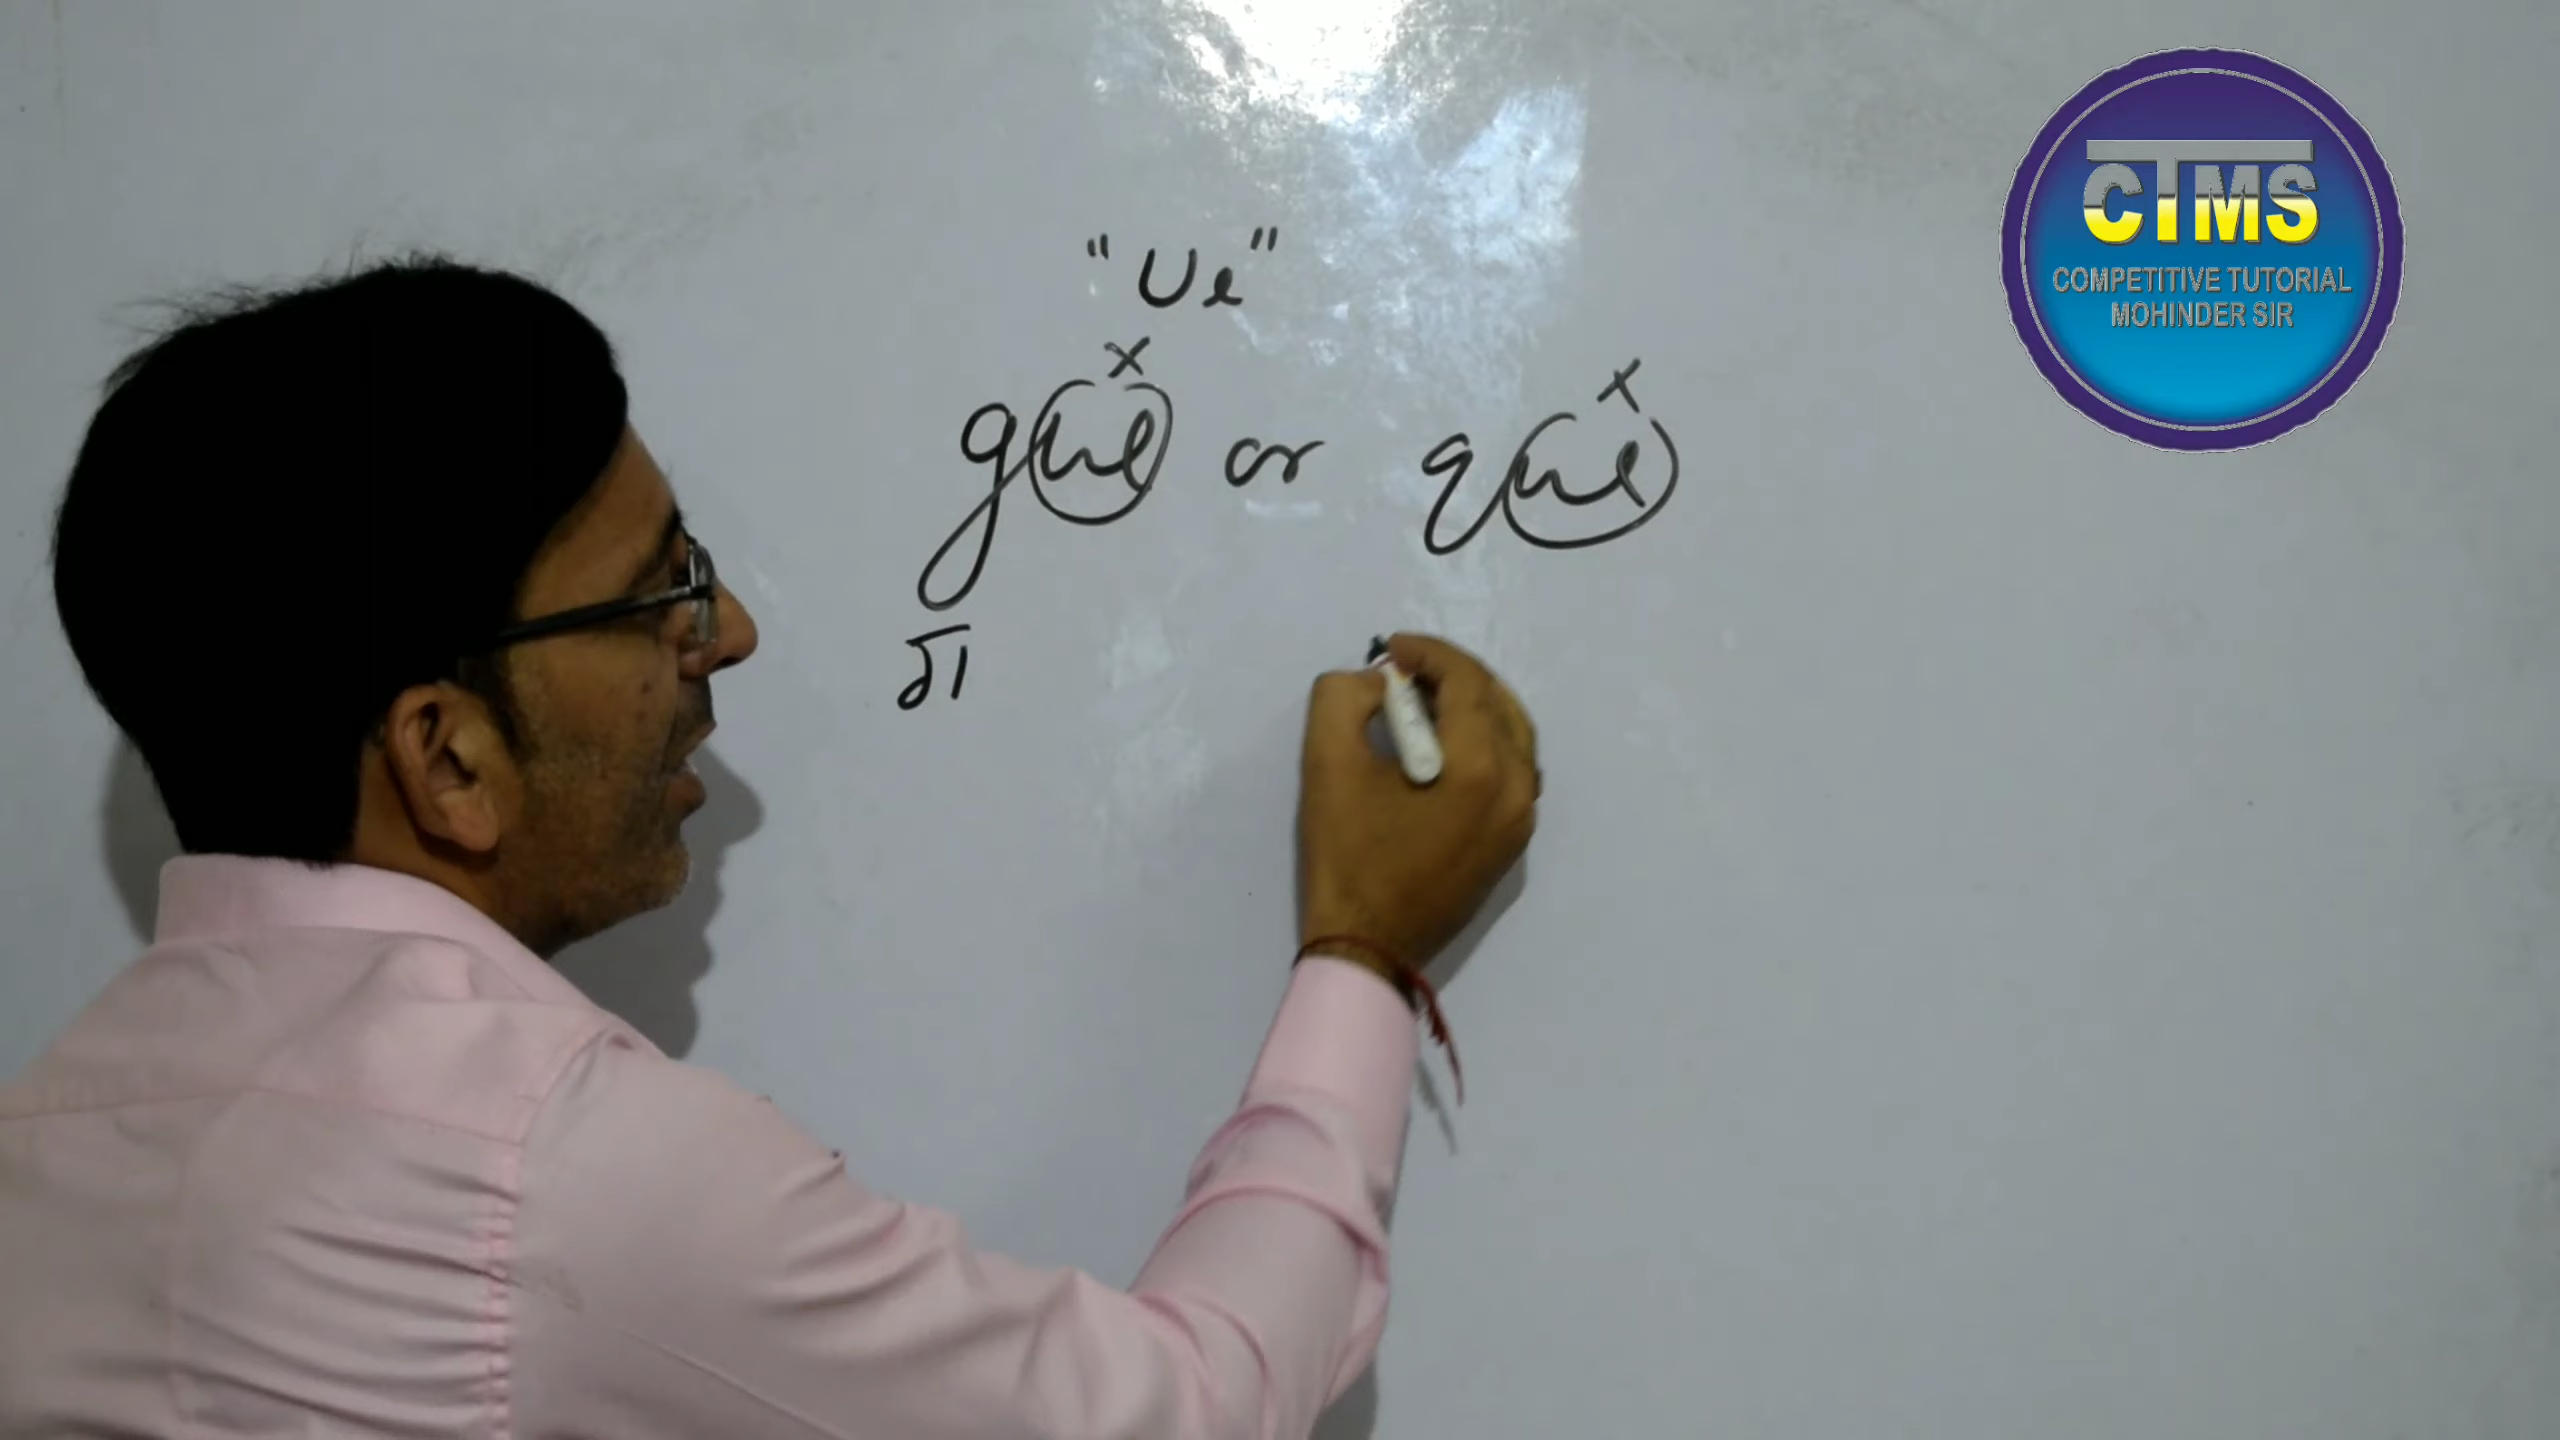 "Ue"
gue or que
ग
CTMS
COMPETITIVE TUTORIAL
MOHINDER SIR